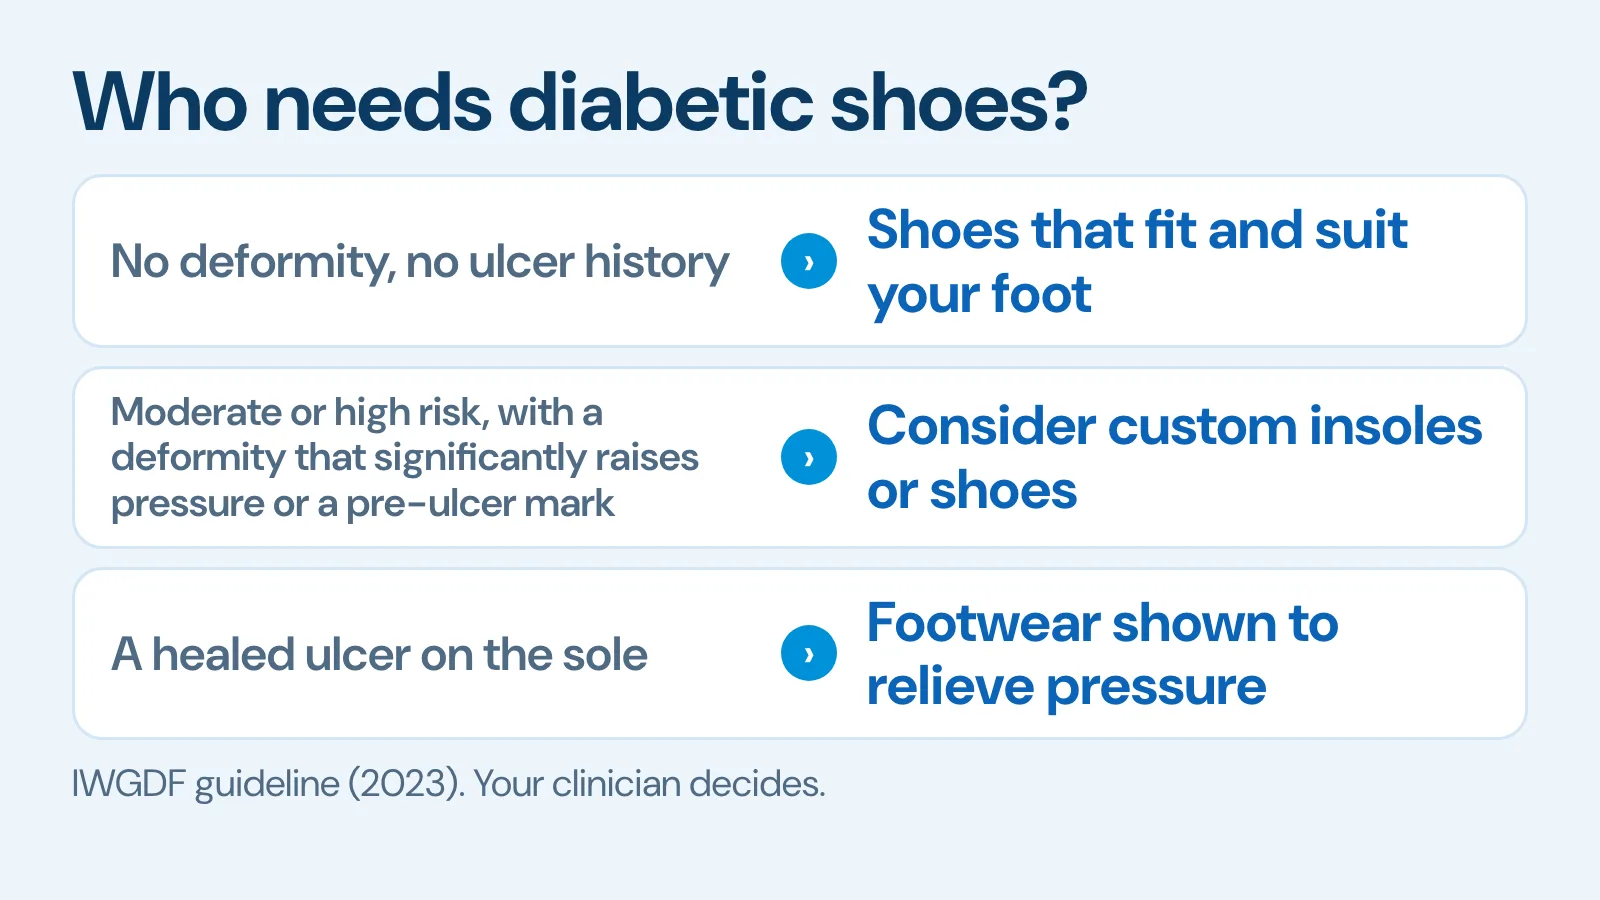 Who needs diabetic shoes?
No deformity, no ulcer history
›
Shoes that fit and suit
your foot
Moderate or high risk, with a
deformity that significantly raises
pressure or a pre-ulcer mark
›
Consider custom insoles
or shoes
A healed ulcer on the sole
›
Footwear shown to
relieve pressure
IWGDF guideline (2023). Your clinician decides.